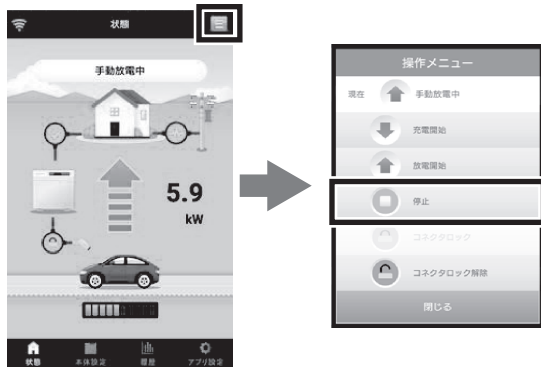 状態
手動放電中
5.9
kW
状態
本体設定
履歴
アプリ設定
操作メニュー
現在
手動放電中
充電開始
放電開始
停止
コネクタロック
コネクタロック解除
閉じる